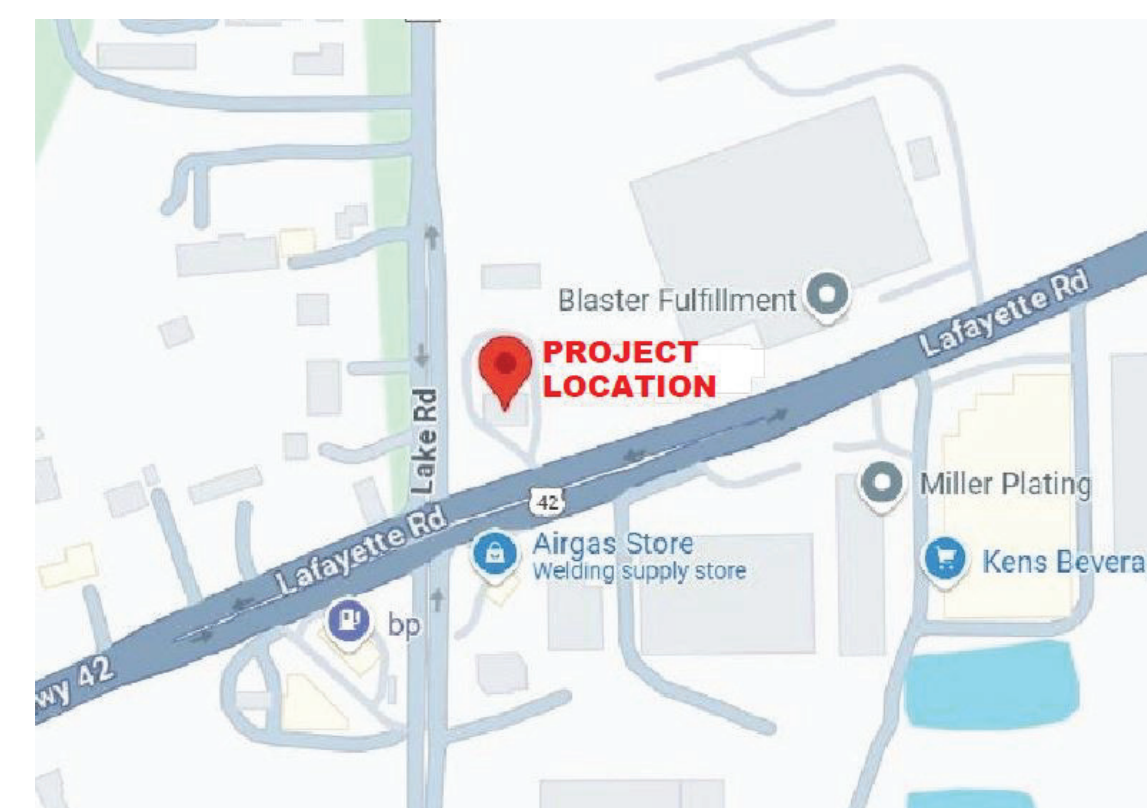 Blaster Fulfillment
Lafayette Rd
PROJECT
LOCATION
Lake Rd
Miller Plating
42
Lafayette Rd
Airgas Store
Welding supply store
Kens Bevera
bp
wy 42